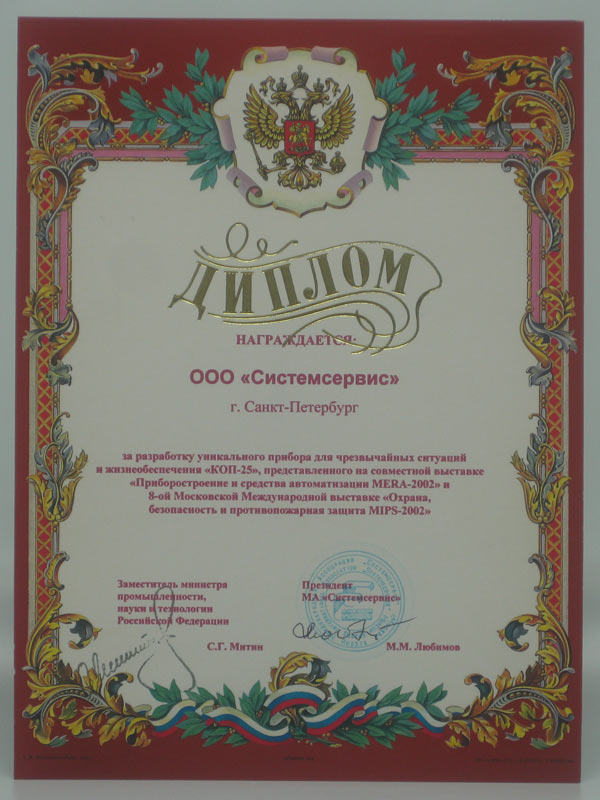 ДИПЛОМ
НАГРАЖДАЕТСЯ:
ООО «Системсервис»
г. Санкт-Петербург
за разработку уникального прибора для чрезвычайных ситуаций
и жизнеобеспечения «КОП-25», представленного на совместной выставке
«Приборостроение и средства автоматизации MERA-2002» и
8-ой Московской Международной выставке «Охрана,
безопасность и противопожарная защита MIPS-2002»
Заместитель министра
промышленности,
науки и технологии
Российской Федерации
С.Г. Митин
Президент
МА «Системсервис»
М.М. Любимов